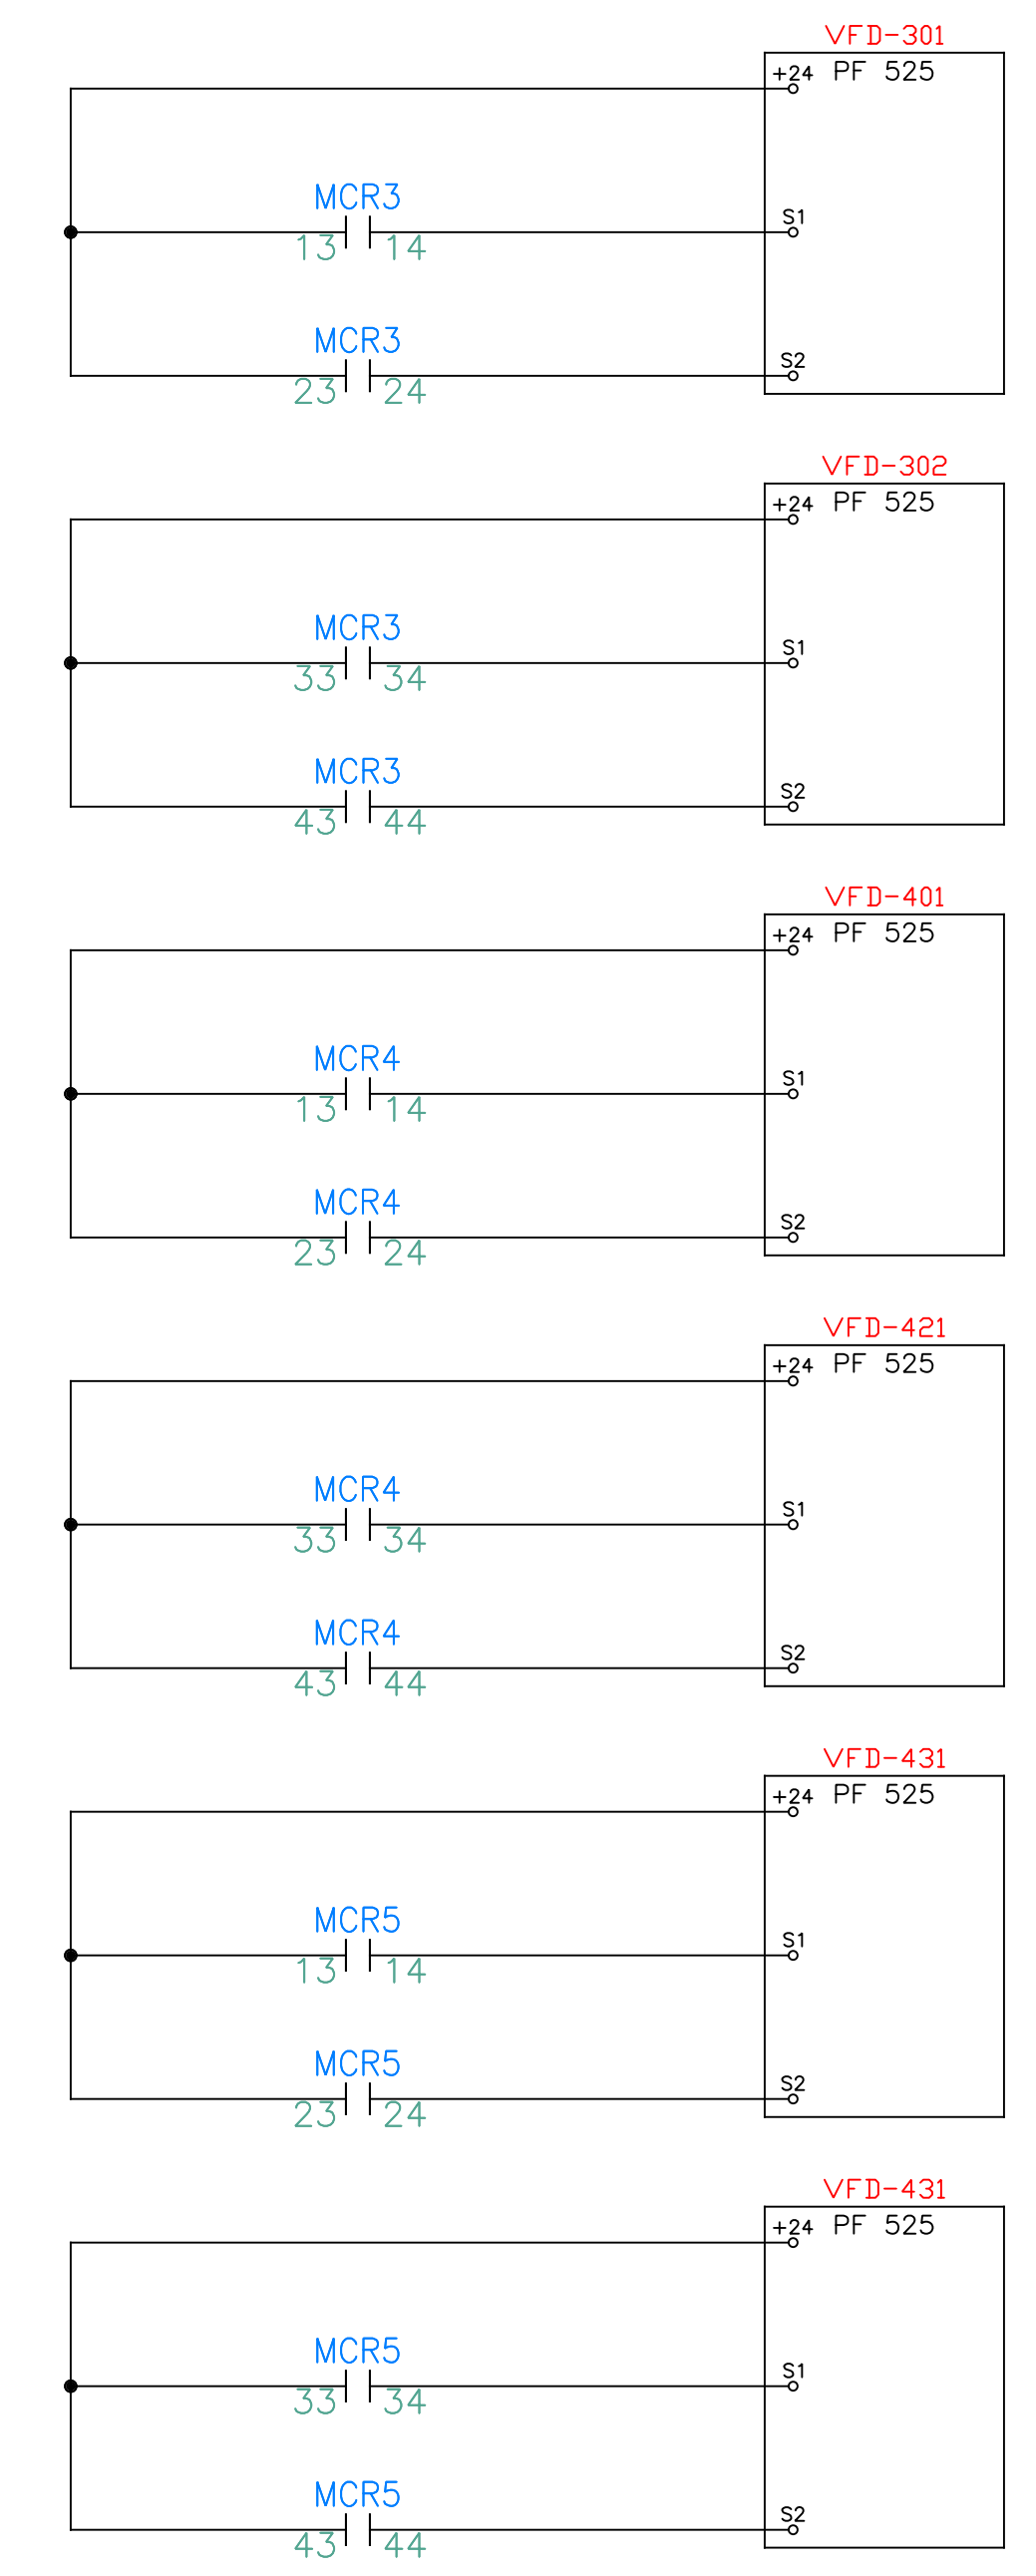 VFD-301
+24 PF 525
MCR3
S1
13 14
MCR3
S2
23 24
VFD-302
+24 PF 525
MCR3
S1
33 34
MCR3
S2
43 44
VFD-401
+24 PF 525
MCR4
S1
13 14
MCR4
S2
23 24
VFD-421
+24 PF 525
MCR4
S1
33 34
MCR4
S2
43 44
VFD-431
+24 PF 525
MCR5
S1
13 14
MCR5
S2
23 24
VFD-431
+24 PF 525
MCR5
S1
33 34
MCR5
S2
43 44